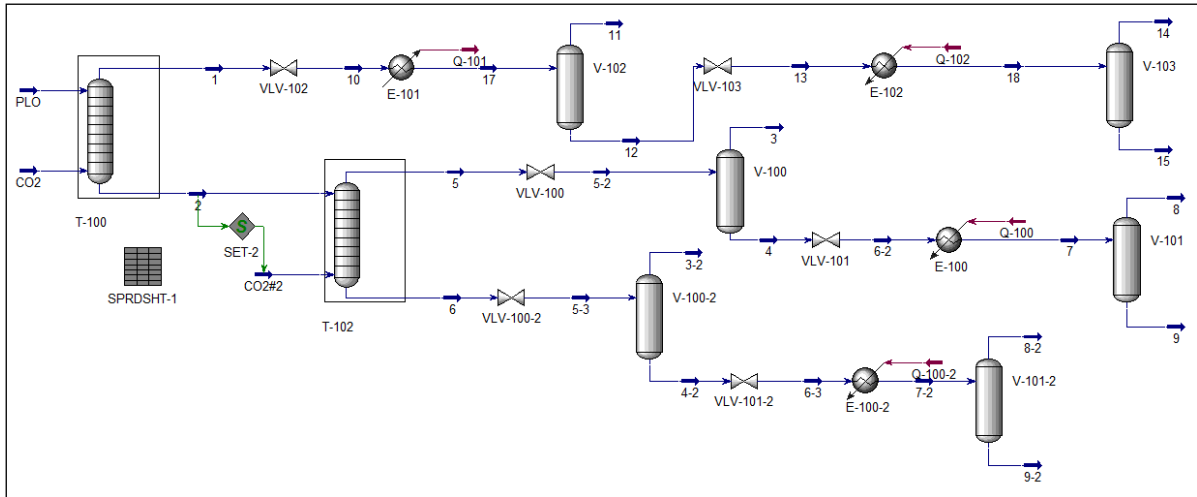 14
11
Q-101
Q-102
V-102
V-103
1
10
17
13
18
VLV-102
E-101
VLV-103
E-102
PLO
3
12
15
5
5-2
V-100
CO2
VLV-100
8
2
T-100
4
6-2
Q-100
7
V-101
S
SET-2
VLV-101
E-100
3-2
CO2#2
SPRDSHT-1
6
5-3
V-100-2
T-102
VLV-100-2
9
8-2
Q-100-2
4-2
6-3
7-2
V-101-2
VLV-101-2
E-100-2
9-2